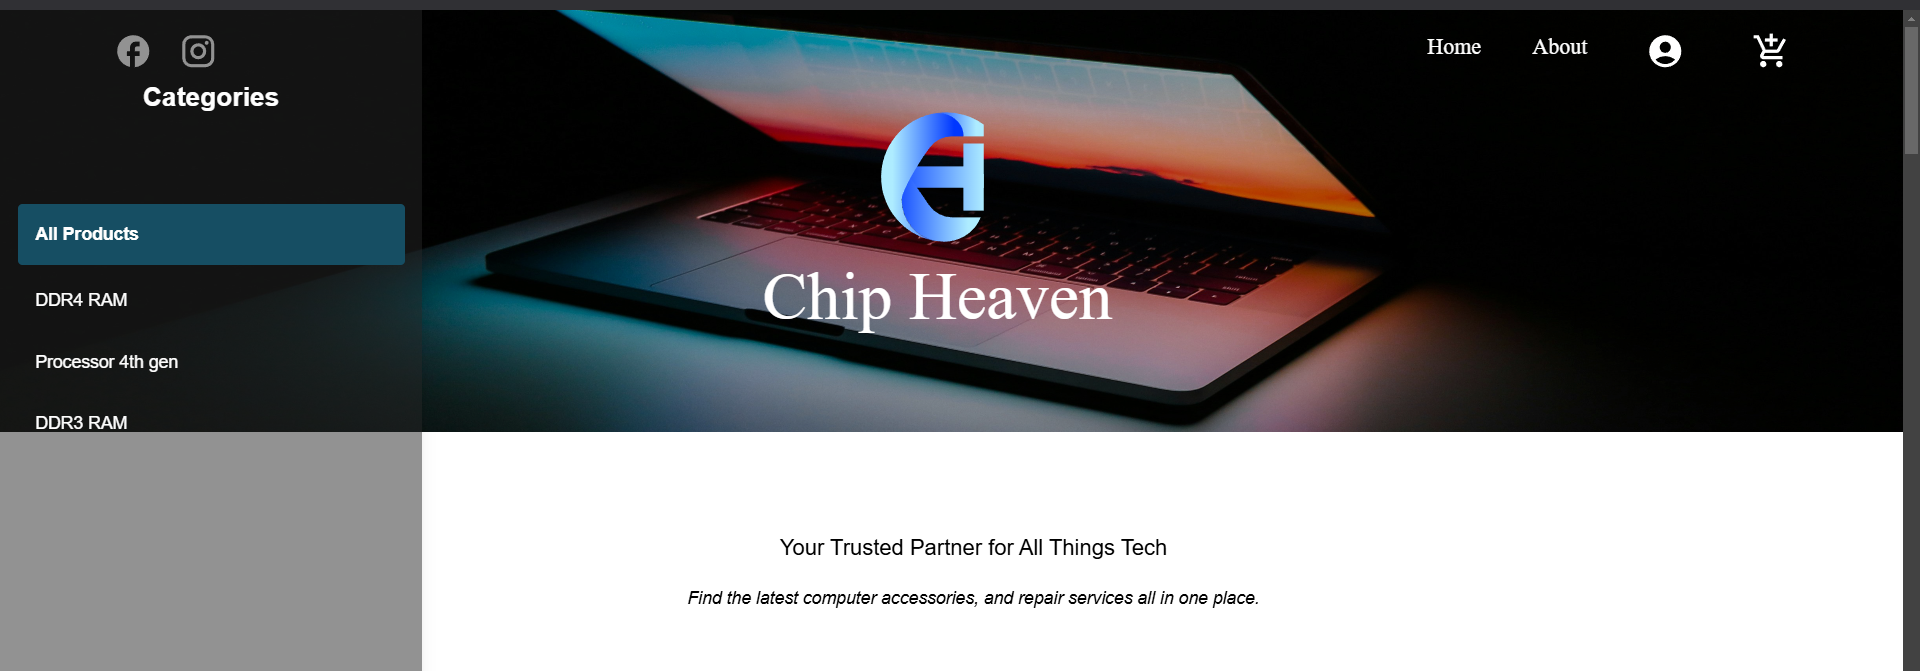 Home
About
Categories
All Products
DDR4 RAM
Processor 4th gen
DDR3 RAM
Chip Heaven
Your Trusted Partner for All Things Tech
Find the latest computer accessories, and repair services all in one place.